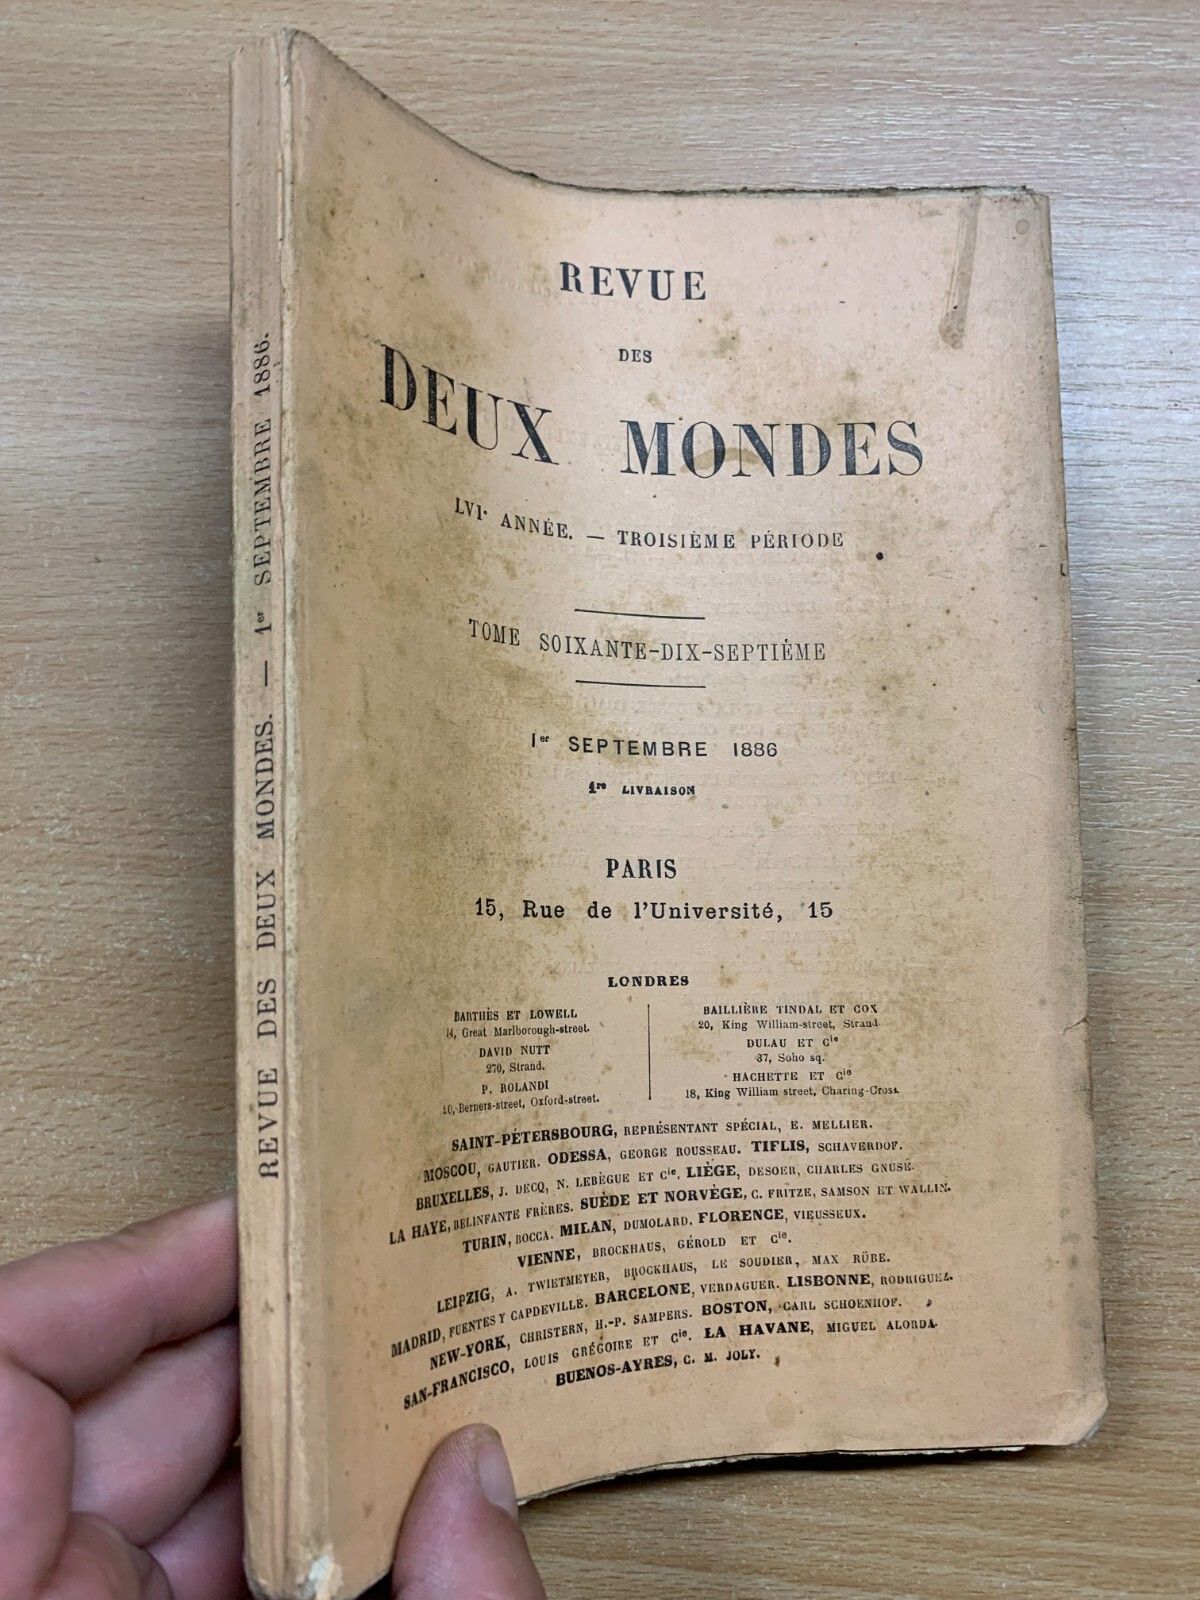 REVUE DES DEUX MONDES. — 1er SEPTEMBRE 1886.
REVUE
DES
DEUX MONDES
LVIe ANNÉE. — TROISIÈME PÉRIODE
TOME SOIXANTE-DIX-SEPTIÈME
1er SEPTEMBRE 1886
1re LIVRAISON
PARIS
15, Rue de l'Université, 15
LONDRES
BARTHÈS ET LOWELL
14, Great Marlborough-street.
DAVID NUTT
270, Strand.
P. ROLANDI
10, Berners-street, Oxford-street.
BAILLIÈRE TINDAL ET COX
20, King William-street, Strand
DULAU ET Cie
37, Soho sq.
HACHETTE ET Cie
18, King William street, Charing-Cross.
SAINT-PÉTERSBOURG, REPRÉSENTANT SPÉCIAL, E. MELLIER.
MOSCOU, GAUTIER. ODESSA, GEORGE ROUSSEAU. TIFLIS, SCHAVERDOF.
BRUXELLES, J. DECQ, N. LEBÈGUE ET Cie. LIÈGE, DESOER, CHARLES GNUSÉ.
LA HAYE, BELINFANTE FRÈRES. SUÈDE ET NORVÈGE, C. FRITZE, SAMSON ET WALLIN.
TURIN, BOCCA. MILAN, DUMOLARD. FLORENCE, VIEUSSEUX.
VIENNE, BROCKHAUS, GÉROLD ET Cie.
LEIPZIG, A. TWIETMEYER, BROCKHAUS, LE SOUDIER, MAX RÜBE.
MADRID, FUENTES Y CAPDEVILLE. BARCELONE, VERDAGUER. LISBONNE, RODRIGUEZ.
NEW-YORK, CHRISTERN, H.-P. SAMPERS. BOSTON, CARL SCHOENHOF.
SAN-FRANCISCO, LOUIS GRÉGOIRE ET Cie. LA HAVANE, MIGUEL ALORDA.
BUENOS-AYRES, C. M. JOLY.